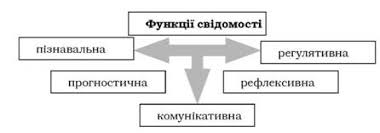 Функції свідомості
пізнавальна
регулятивна
прогностична
рефлексивна
комунікативна